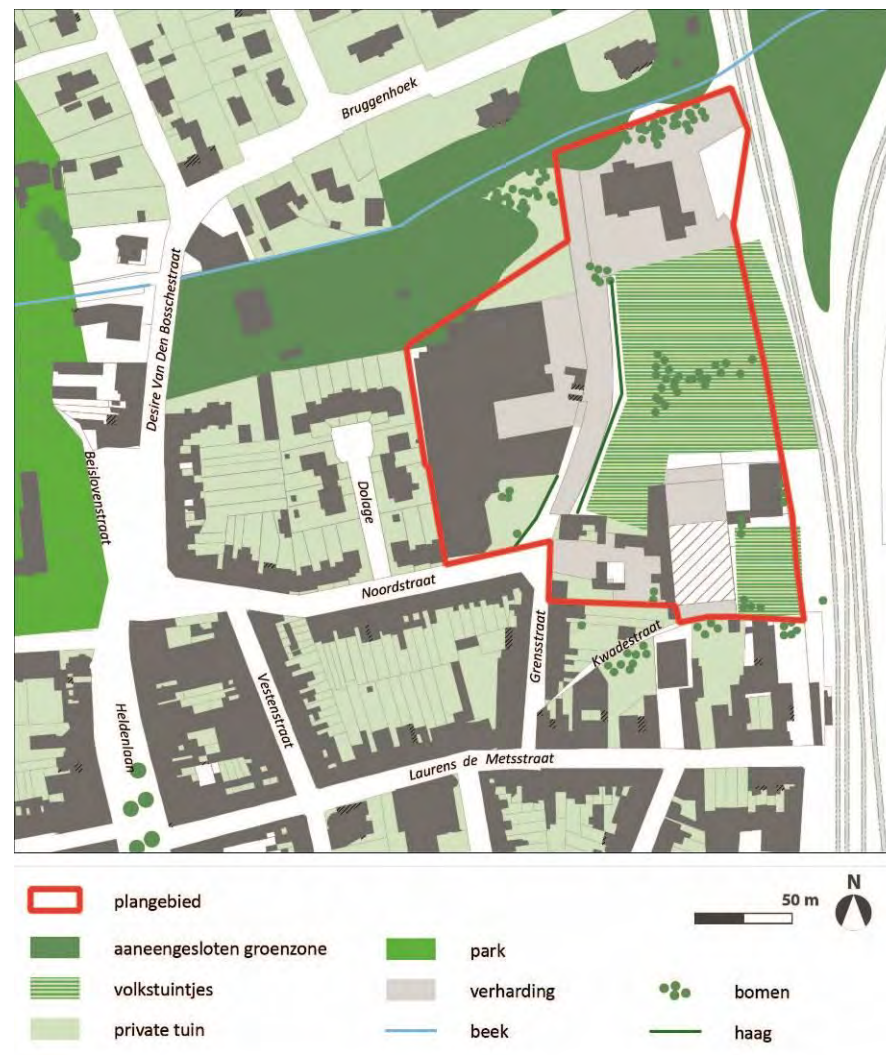 Bruggenhoek
Desire Van Den Bosschestraat
Beislovenstraat
Dolage
Noordstraat
Grensstraat
Kwadestraat
Vestenstraat
Heldenlaan
Laurens de Metsstraat
plangebied
50 m
N
aaneengesloten groenzone
park
volkstuintjes
verharding
bomen
private tuin
beek
haag